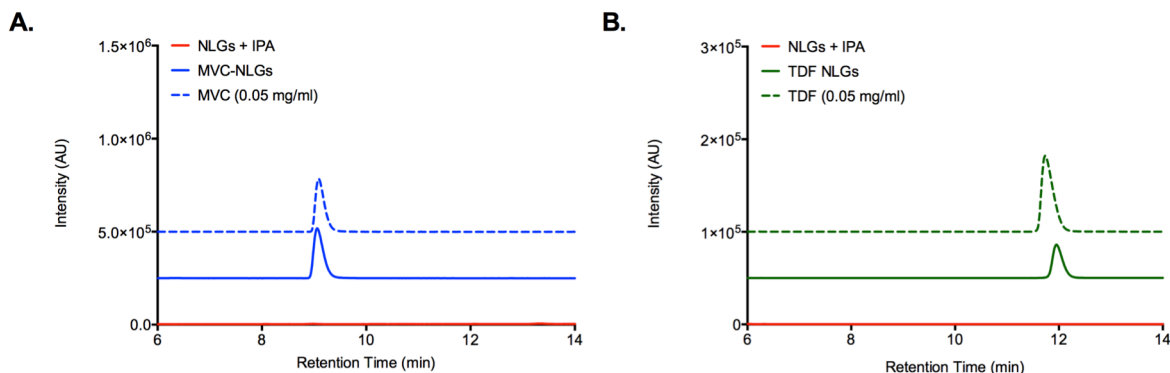 A.
1.5×10⁶
1.0×10⁶
5.0×10⁵
0.0
Intensity (AU)
NLGs + IPA
MVC-NLGs
MVC (0.05 mg/ml)
6 8 10 12 14
Retention Time (min)
B.
3×10⁵
2×10⁵
1×10⁵
0
Intensity (AU)
NLGs + IPA
TDF NLGs
TDF (0.05 mg/ml)
6 8 10 12 14
Retention Time (min)